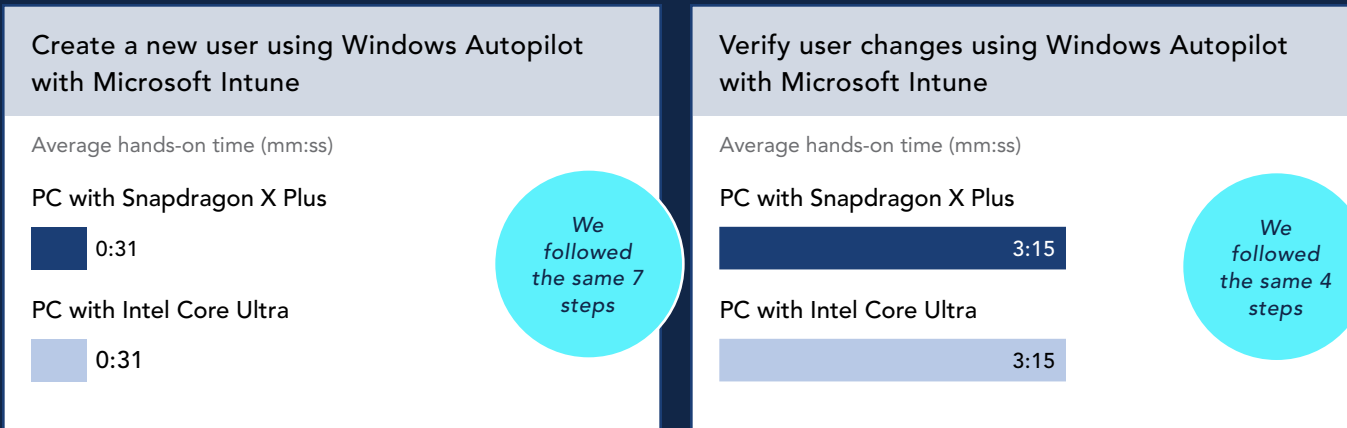 Create a new user using Windows Autopilot
with Microsoft Intune
Average hands-on time (mm:ss)
PC with Snapdragon X Plus
0:31
PC with Intel Core Ultra
0:31
We
followed
the same 7
steps
Verify user changes using Windows Autopilot
with Microsoft Intune
Average hands-on time (mm:ss)
PC with Snapdragon X Plus
3:15
PC with Intel Core Ultra
3:15
We
followed
the same 4
steps